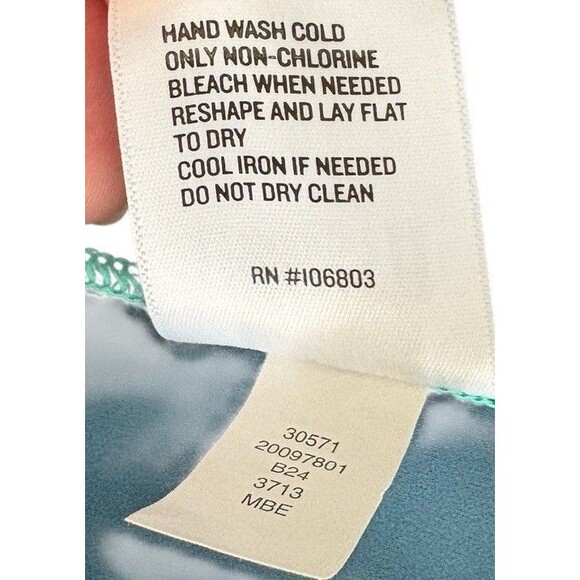 HAND WASH COLD
ONLY NON-CHLORINE
BLEACH WHEN NEEDED
RESHAPE AND LAY FLAT
TO DRY
COOL IRON IF NEEDED
DO NOT DRY CLEAN
RN #106803
30571
20097801
B24
3713
MBE